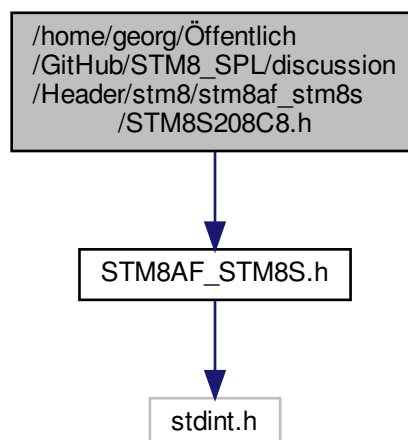 /home/georg/Öffentlich
/GitHub/STM8_SPL/discussion
/Header/stm8/stm8af_stm8s
/STM8S208C8.h
STM8AF_STM8S.h
stdint.h